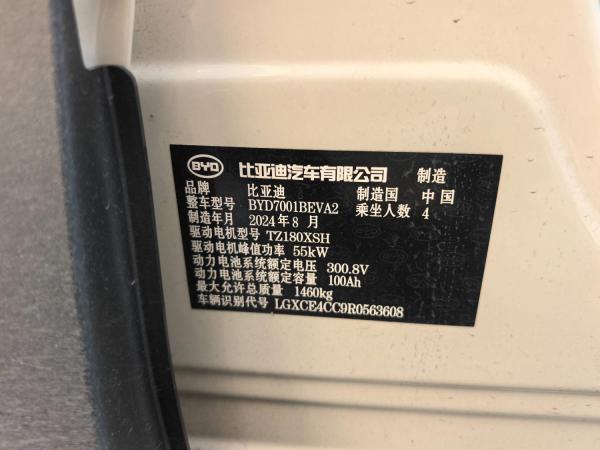 BYD 比亚迪汽车有限公司 制造
品牌 比亚迪 制造国 中国
整车型号 BYD7001BEVA2 乘坐人数 4
制造年月 2024年8月
驱动电机型号 TZ180XSH
驱动电机峰值功率 55kW
动力电池系统额定电压 300.8V
动力电池系统额定容量 100Ah
最大允许总质量 1460kg
车辆识别代号 LGXCE4CC9R0563608